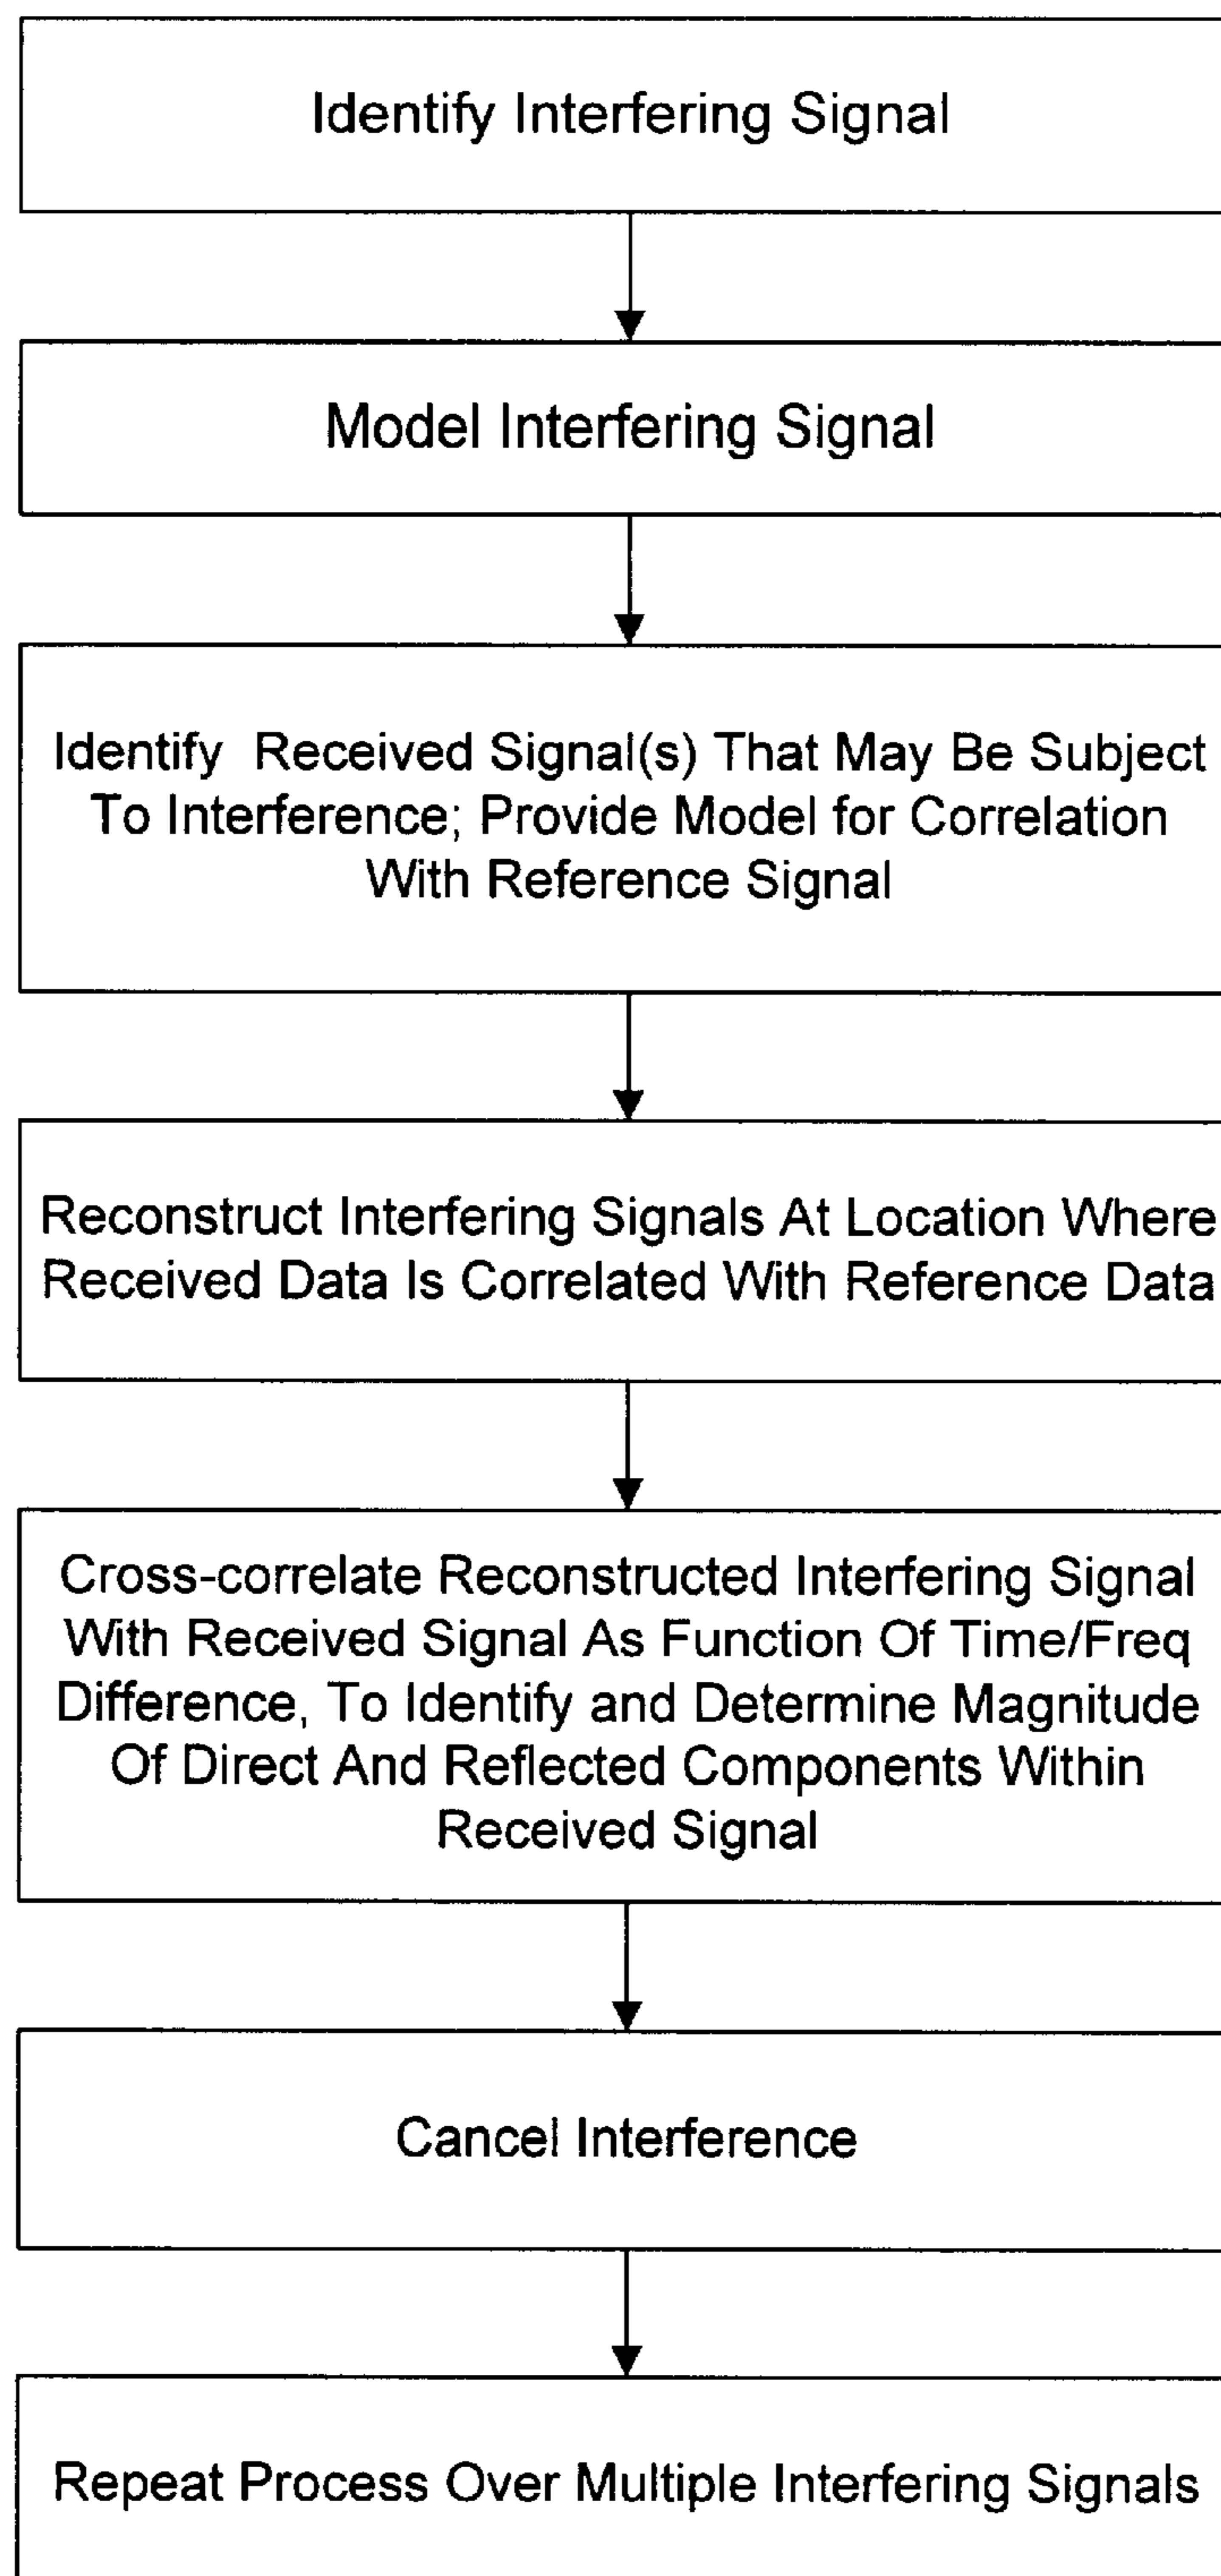 Identify Interfering Signal
Model Interfering Signal
Identify Received Signal(s) That May Be Subject
To Interference; Provide Model for Correlation
With Reference Signal
Reconstruct Interfering Signals At Location Where
Received Data Is Correlated With Reference Data
Cross-correlate Reconstructed Interfering Signal
With Received Signal As Function Of Time/Freq
Difference, To Identify and Determine Magnitude
Of Direct And Reflected Components Within
Received Signal
Cancel Interference
Repeat Process Over Multiple Interfering Signals